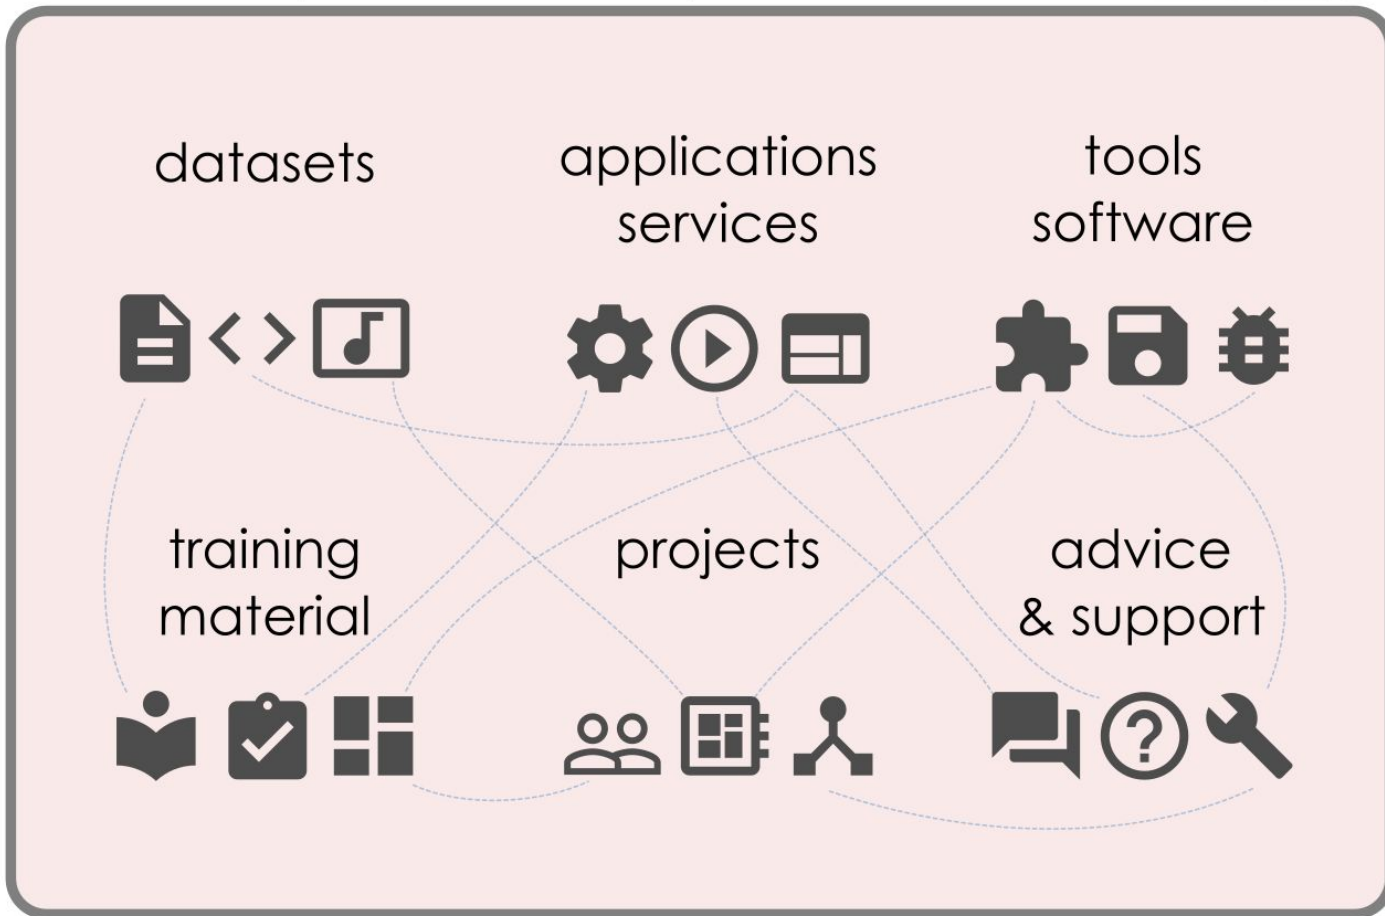 datasets
applications
services
tools
software
training
material
projects
advice
& support